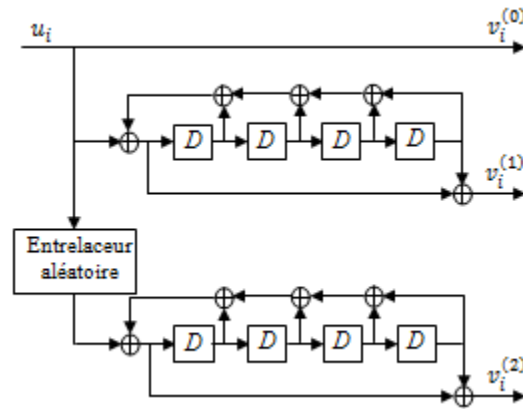 u_i v_i^(0)
D D D D
v_i^(1)
Entrelaceur
aléatoire
D D D D
v_i^(2)